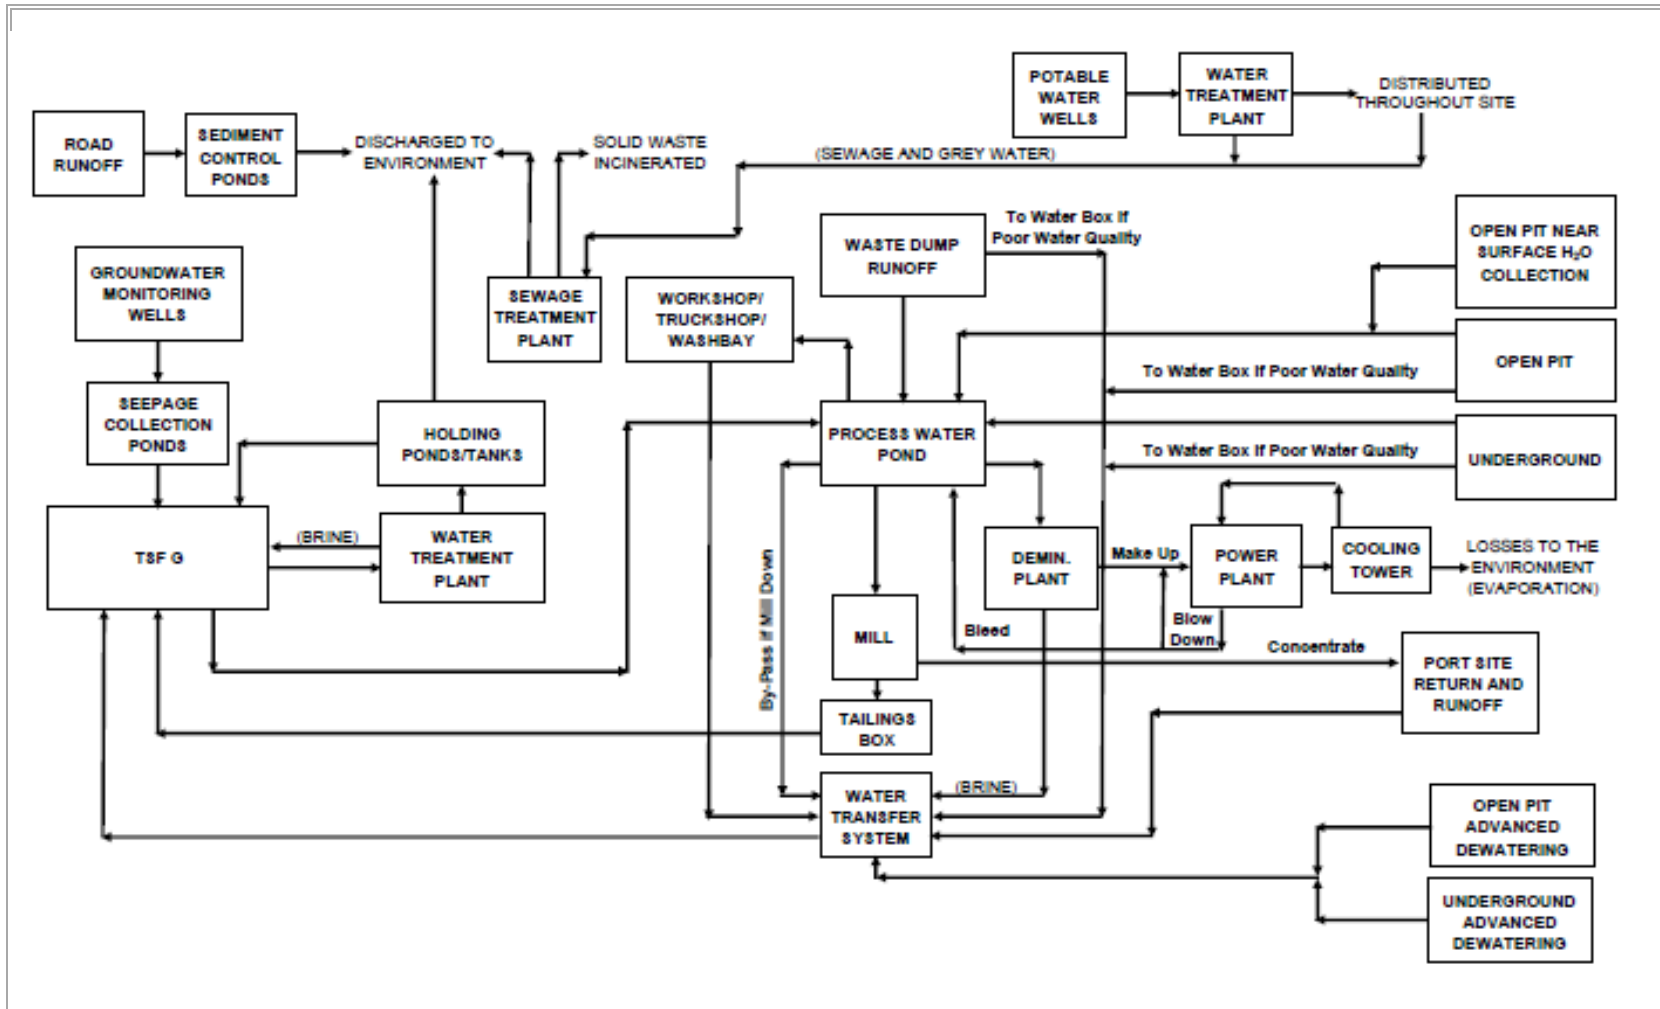 POTABLE
WATER
WELLS
WATER
TREATMENT
PLANT
DISTRIBUTED
THROUGHOUT SITE
ROAD
RUNOFF
SEDIMENT
CONTROL
PONDS
DISCHARGED TO
ENVIRONMENT
SOLID WASTE
INCINERATED
(SEWAGE AND GREY WATER)
GROUNDWATER
MONITORING
WELLS
SEWAGE
TREATMENT
PLANT
WORKSHOP/
TRUCKSHOP/
WASHBAY
WASTE DUMP
RUNOFF
To Water Box If
Poor Water Quality
OPEN PIT NEAR
SURFACE H₂O
COLLECTION
OPEN PIT
To Water Box If Poor Water Quality
SEEPAGE
COLLECTION
PONDS
HOLDING
PONDS/TANKS
PROCESS WATER
POND
To Water Box If Poor Water Quality
UNDERGROUND
TSF G
(BRINE)
WATER
TREATMENT
PLANT
By-Pass if Mill Down
DEMIN.
PLANT
Make Up
POWER
PLANT
COOLING
TOWER
LOSSES TO THE
ENVIRONMENT
(EVAPORATION)
MILL
Bleed
Blow
Down
Concentrate
PORT SITE
RETURN AND
RUNOFF
TAILINGS
BOX
WATER
TRANSFER
SYSTEM
(BRINE)
OPEN PIT
ADVANCED
DEWATERING
UNDERGROUND
ADVANCED
DEWATERING